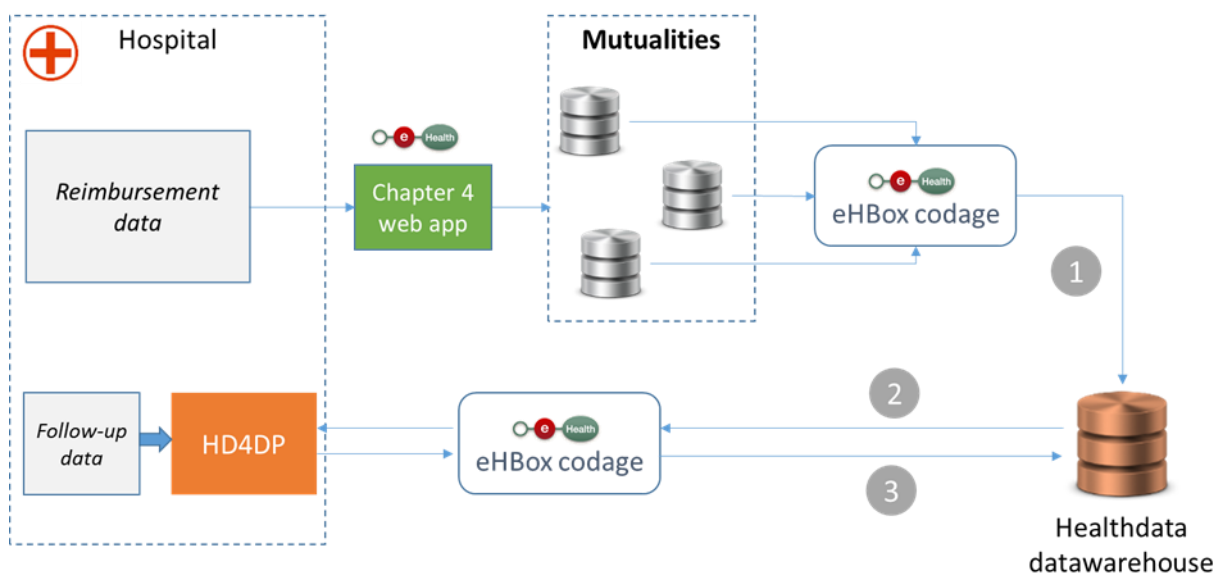 Hospital
Mutualities
Reimbursement
data
e Health
Chapter 4
web app
e Health
eHBox codage
1
Follow-up
data
HD4DP
e Health
eHBox codage
2
3
Healthdata
datawarehouse